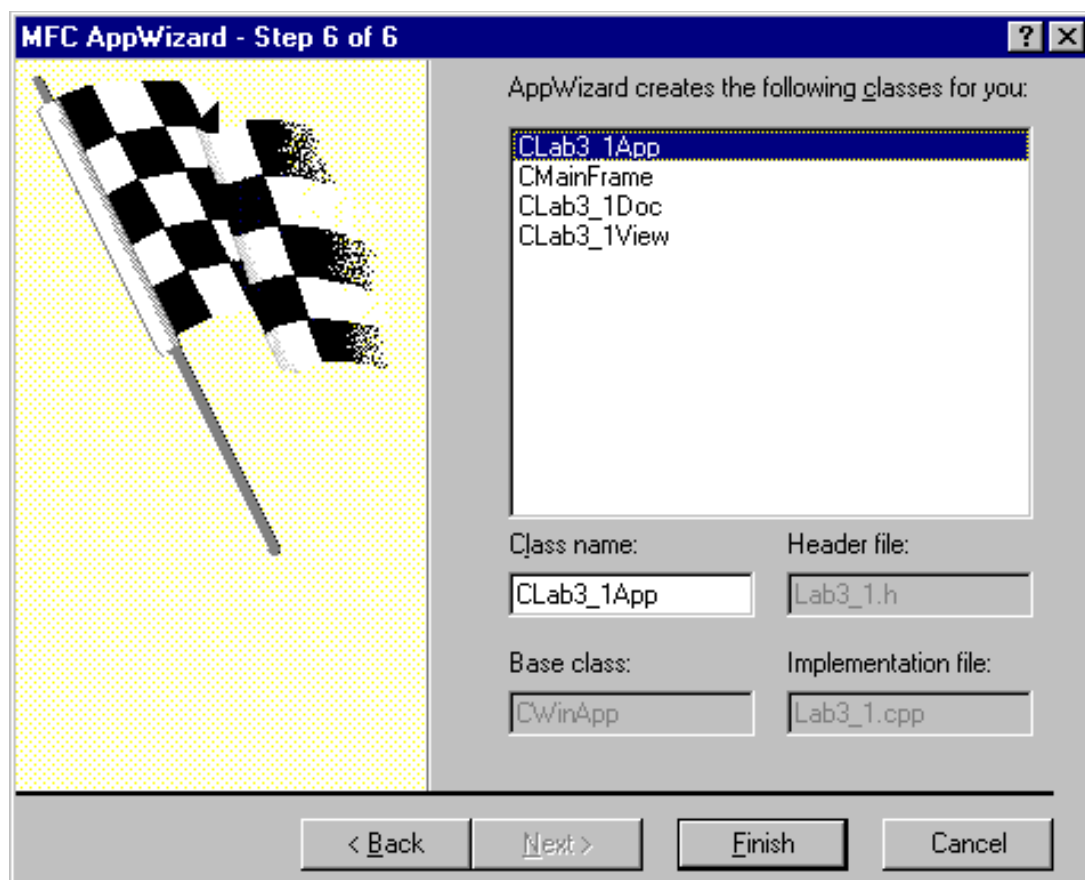 MFC AppWizard - Step 6 of 6
AppWizard creates the following classes for you:
CLab3_1App
CMainFrame
CLab3_1Doc
CLab3_1View
Class name:
Header file:
CLab3_1App
Lab3_1.h
Base class:
Implementation file:
CWinApp
Lab3_1.cpp
< Back
Next >
Finish
Cancel